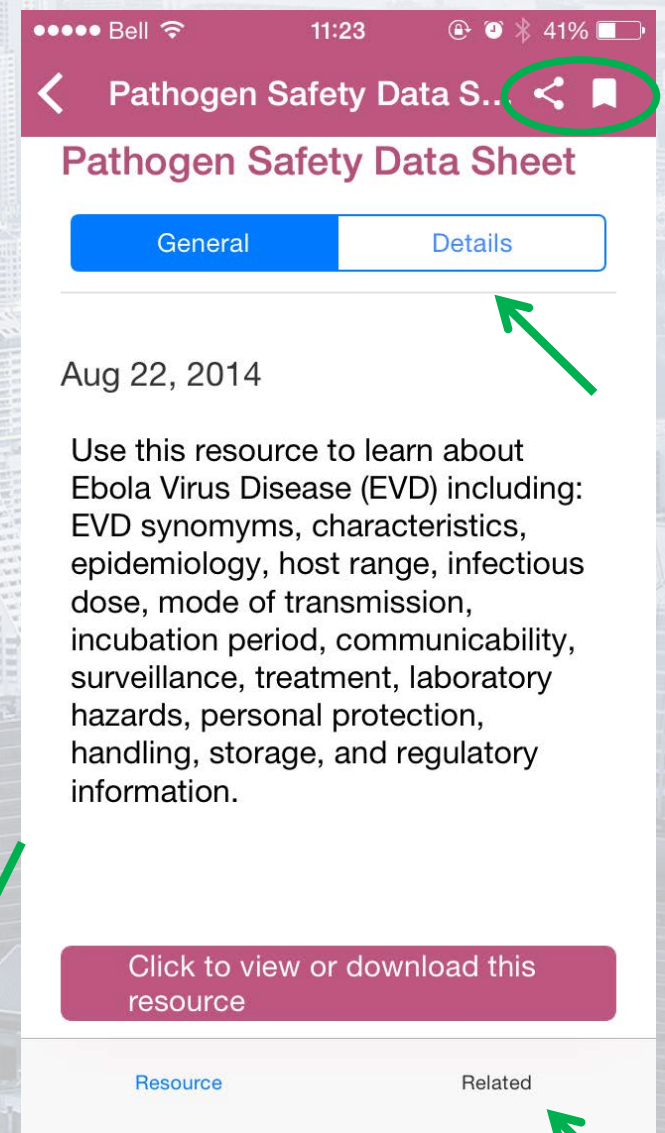 Bell 11:23 41%
Pathogen Safety Data S...
Pathogen Safety Data Sheet
General Details
Aug 22, 2014
Use this resource to learn about
Ebola Virus Disease (EVD) including:
EVD synomyms, characteristics,
epidemiology, host range, infectious
dose, mode of transmission,
incubation period, communicability,
surveillance, treatment, laboratory
hazards, personal protection,
handling, storage, and regulatory
information.
Click to view or download this
resource
Resource Related